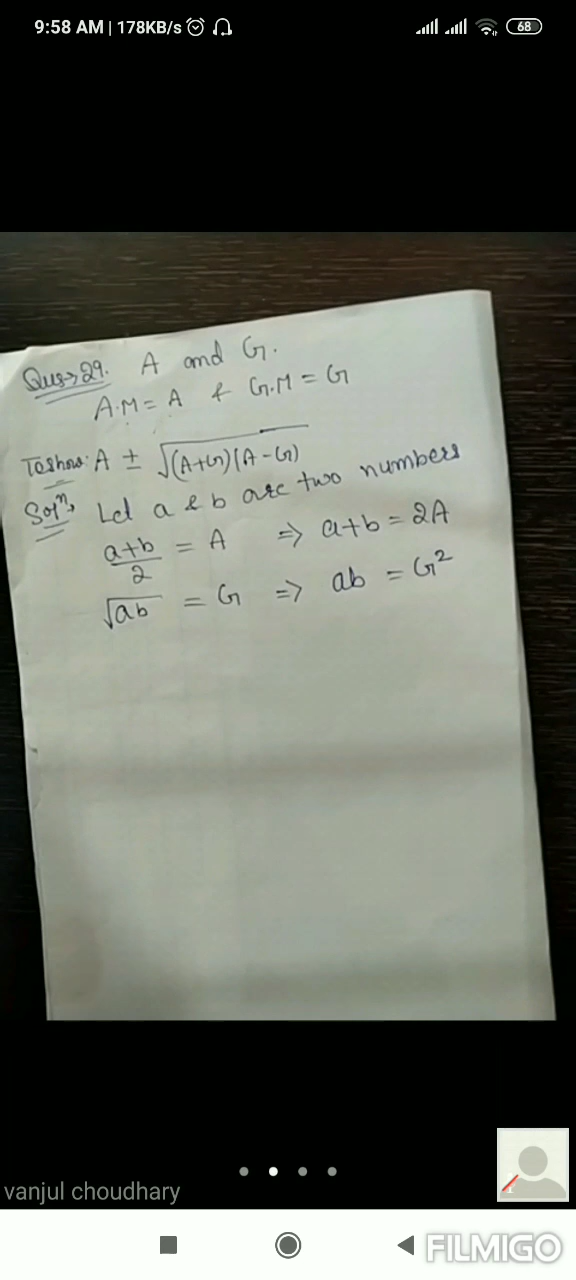 9:58 AM | 178KB/s
68
Ques→29. A and G.
A.M = A & G.M = G
To show: A ± √(A+G)(A-G)
Solⁿ→ Let a & b are two numbers
a+b/2 = A ⇒ a+b = 2A
√ab = G ⇒ ab = G²
vanjul choudhary
FILMIGO